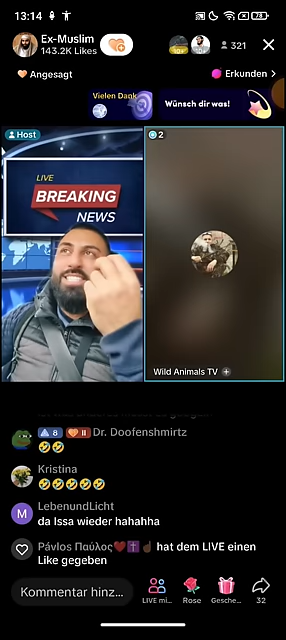 13:14
73
Ex-Muslim
143.2K Likes
10+
321
Angesagt
Erkunden >
Vielen Dank
Wünsch dir was!
Host
2
LIVE
BREAKING
NEWS
Wild Animals TV +
8 II Dr. Doofenshmirtz
🤣🤣
Kristina
🤣🤣🤣🤣🤣
M
LebenundLicht
da Issa wieder hahahha
Pávlos Παύλος❤️✝️☝🏿 hat dem LIVE einen
Like gegeben
Kommentar hinz...
LIVE mi...
Rose
Gesche...
32